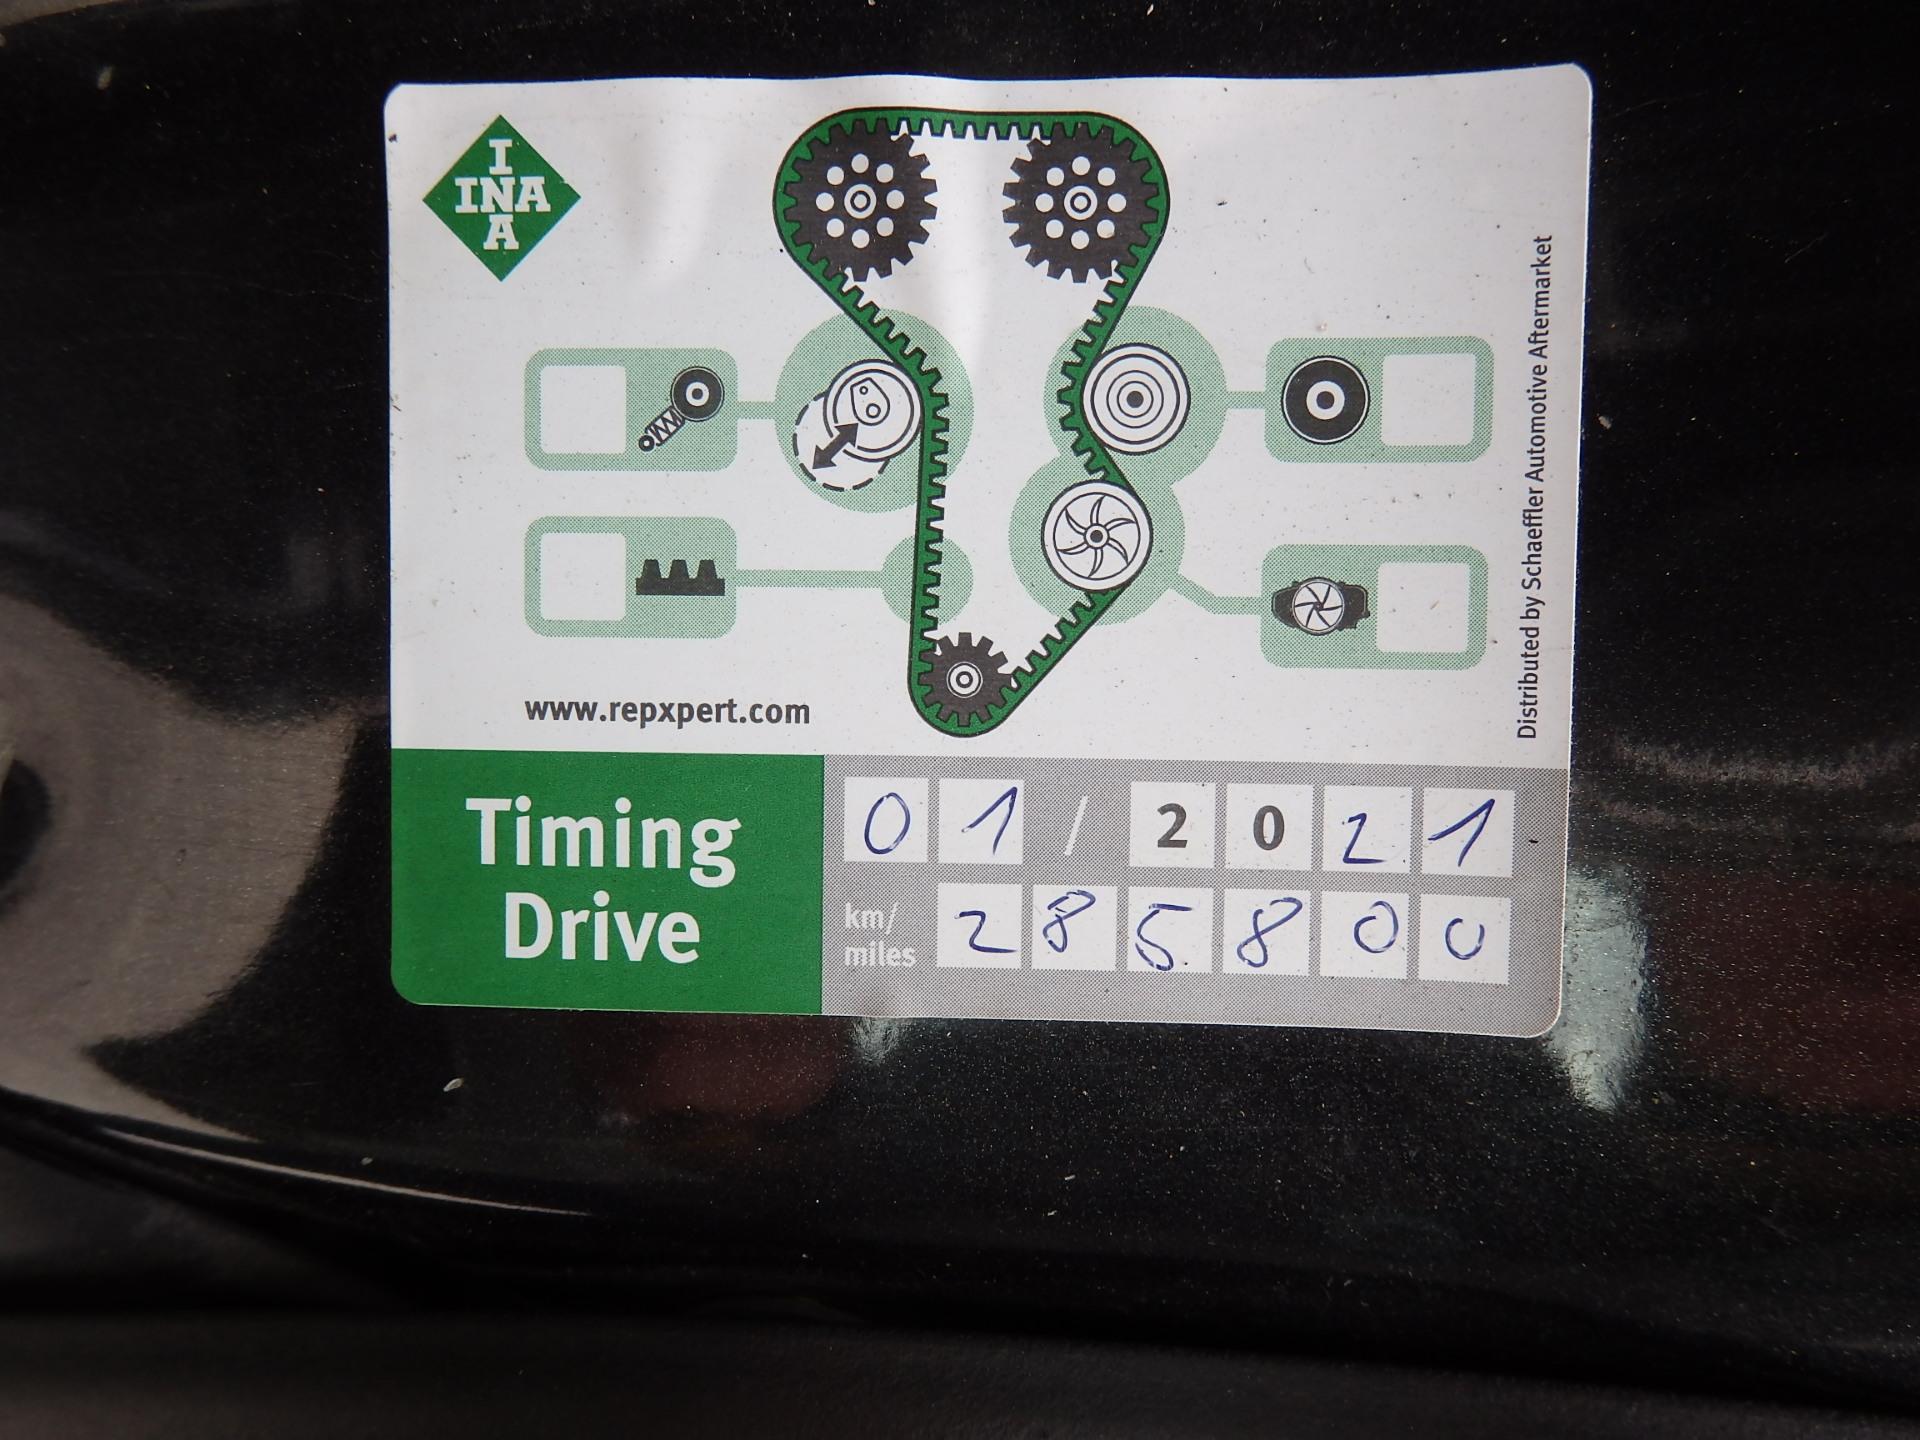 I
INA
A
Distributed by Schaeffler Automotive Aftermarket
www.repxpert.com
Timing
Drive
01/2021
km/
miles
285800